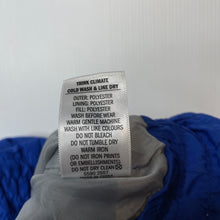 THINK CLIMATE
COLD WASH & LINE DRY
OUTER: POLYESTER
LINING: POLYESTER
FILL: POLYESTER
WASH BEFORE WEAR
WARM GENTLE MACHINE
WASH WITH LIKE COLOURS
DO NOT BLEACH
DO NOT TUMBLE DRY
WARM IRON
(DO NOT IRON PRINTS
OR EMBELLISHMENTS)
DO NOT DRY CLEAN